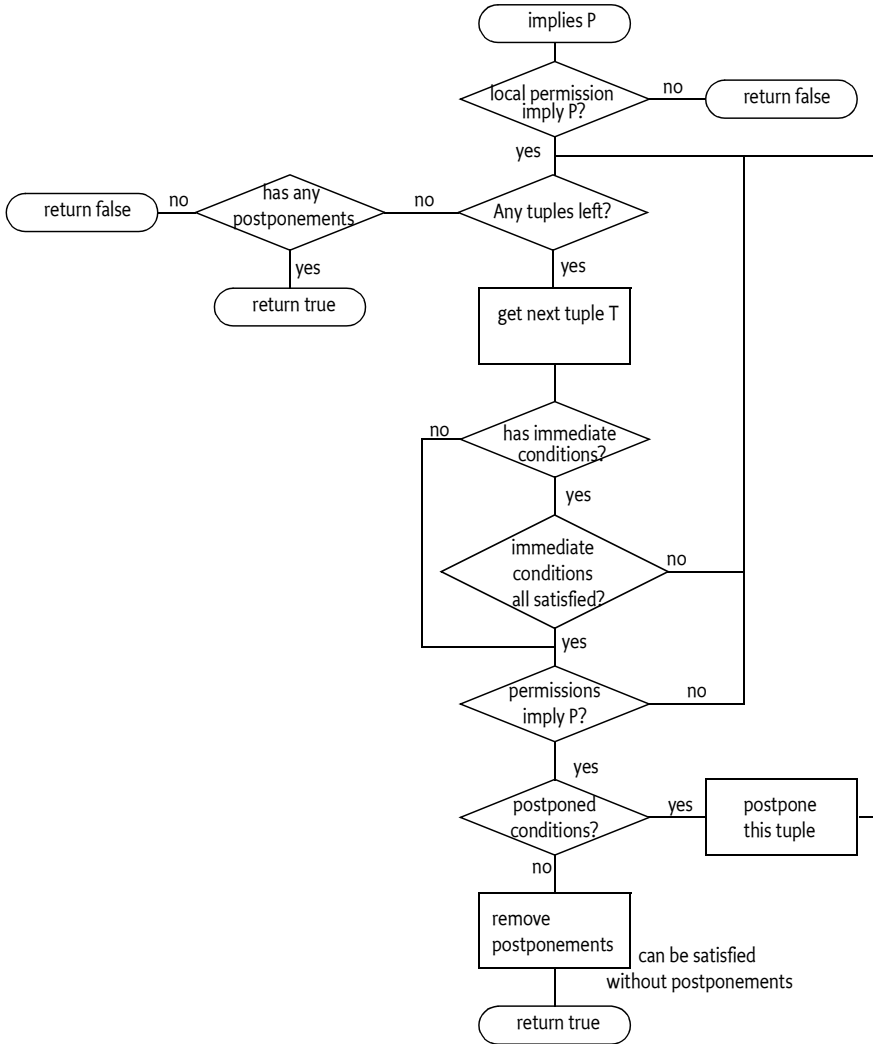 implies P
local permission
imply P?
no
return false
yes
return false
no
has any
postponements
no
Any tuples left?
yes
return true
yes
get next tuple T
no
has immediate
conditions?
yes
immediate
conditions
all satisfied?
no
yes
permissions
imply P?
no
yes
postponed
conditions?
yes
postpone
this tuple
no
remove
postponements
can be satisfied
without postponements
return true